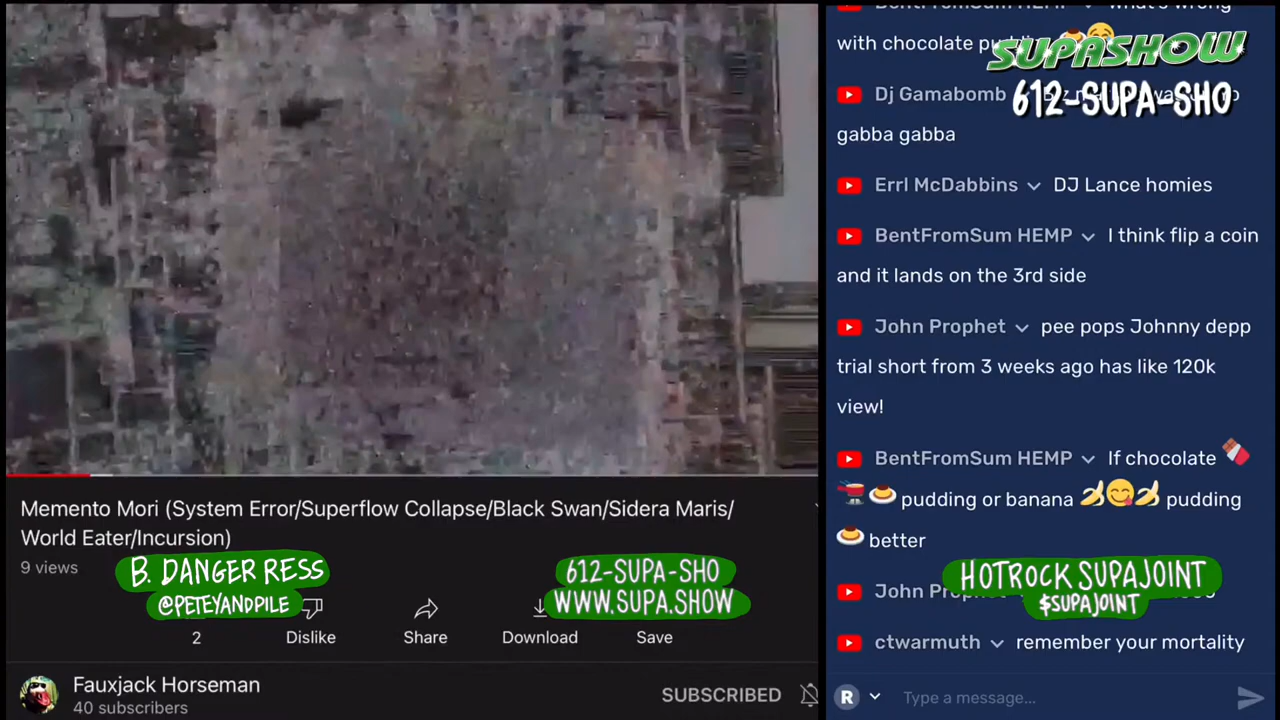 Memento Mori (System Error/Superflow Collapse/Black Swan/Sidera Maris/
World Eater/Incursion)
9 views
B. DANGER RESS
@PETEYANDPILE
612-SUPA-SHO
WWW.SUPA.SHOW
2
Dislike
Share
Download
Save
Fauxjack Horseman
40 subscribers
SUBSCRIBED
BentFromSum HEMP what's wrong
with chocolate
SUPASHOW
612-SUPA-SHO
Dj Gamabomb
gabba gabba
Errl McDabbins DJ Lance homies
BentFromSum HEMP I think flip a coin
and it lands on the 3rd side
John Prophet pee pops Johnny depp
trial short from 3 weeks ago has like 120k
view!
BentFromSum HEMP If chocolate
pudding or banana pudding
better
HOTROCK SUPAJOINT
$SUPAJOINT
John
ctwarmuth remember your mortality
R Type a message...